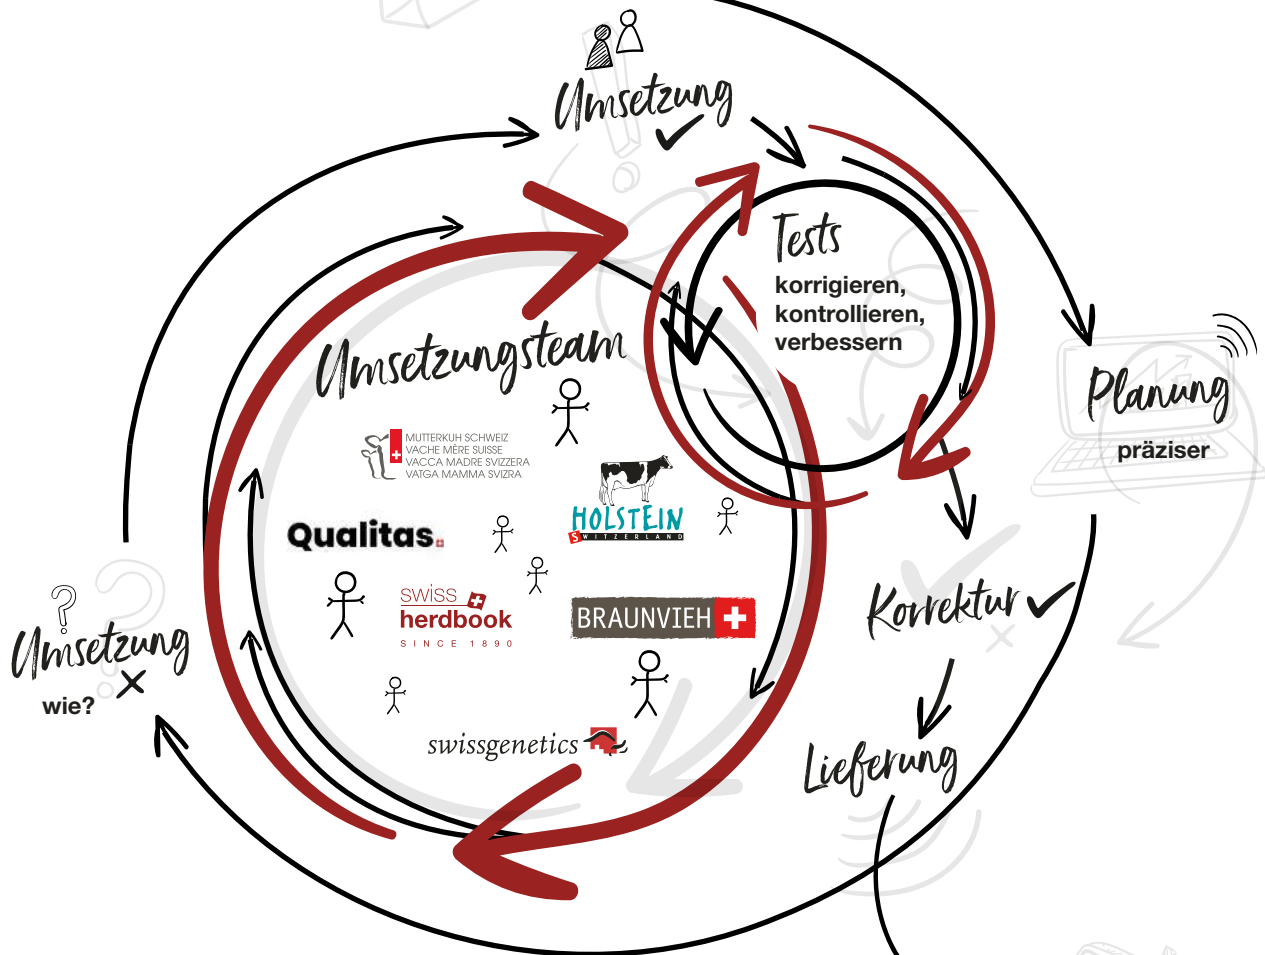 Umsetzung
Tests
korrigieren,
kontrollieren,
verbessern
Umsetzungsteam
Planung
präziser
MUTTERKUH SCHWEIZ
VACHE MÈRE SUISSE
VACCA MADRE SVIZZERA
VATGA MAMMA SVIZRA
HOLSTEIN
SWITZERLAND
Qualitas
swiss
herdbook
SINCE 1890
BRAUNVIEH
Korrektur
Umsetzung
wie?
swissgenetics
Lieferung